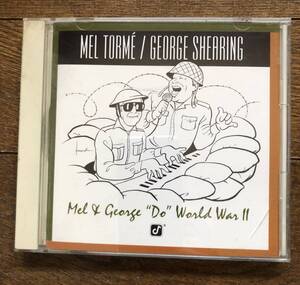 MEL TORMÉ / GEORGE SHEARING
Mel & George "Do" World War II